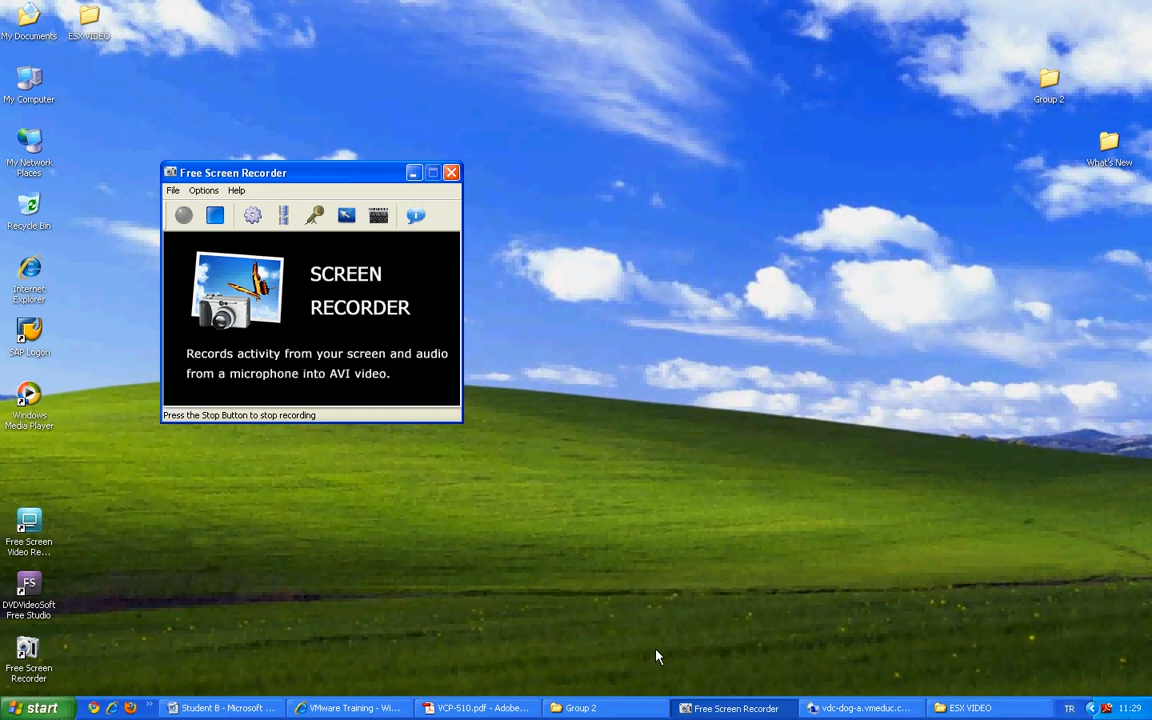 My Documents
ESX VIDEO
My Computer
My Network
Places
Recycle Bin
Internet
Explorer
SAP Logon
Windows
Media Player
Free Screen
Video Re...
FS
DVDVideoSoft
Free Studio
Free Screen
Recorder
Group 2
What's New
Free Screen Recorder
File Options Help
SCREEN
RECORDER
Records activity from your screen and audio
from a microphone into AVI video.
Press the Stop Button to stop recording
start
Student B - Microsoft ...
VMware Training - Wi...
VCP-510.pdf - Adobe...
Group 2
Free Screen Recorder
vdc-dog-a.vmeduc.c...
ESX VIDEO
TR
11:29